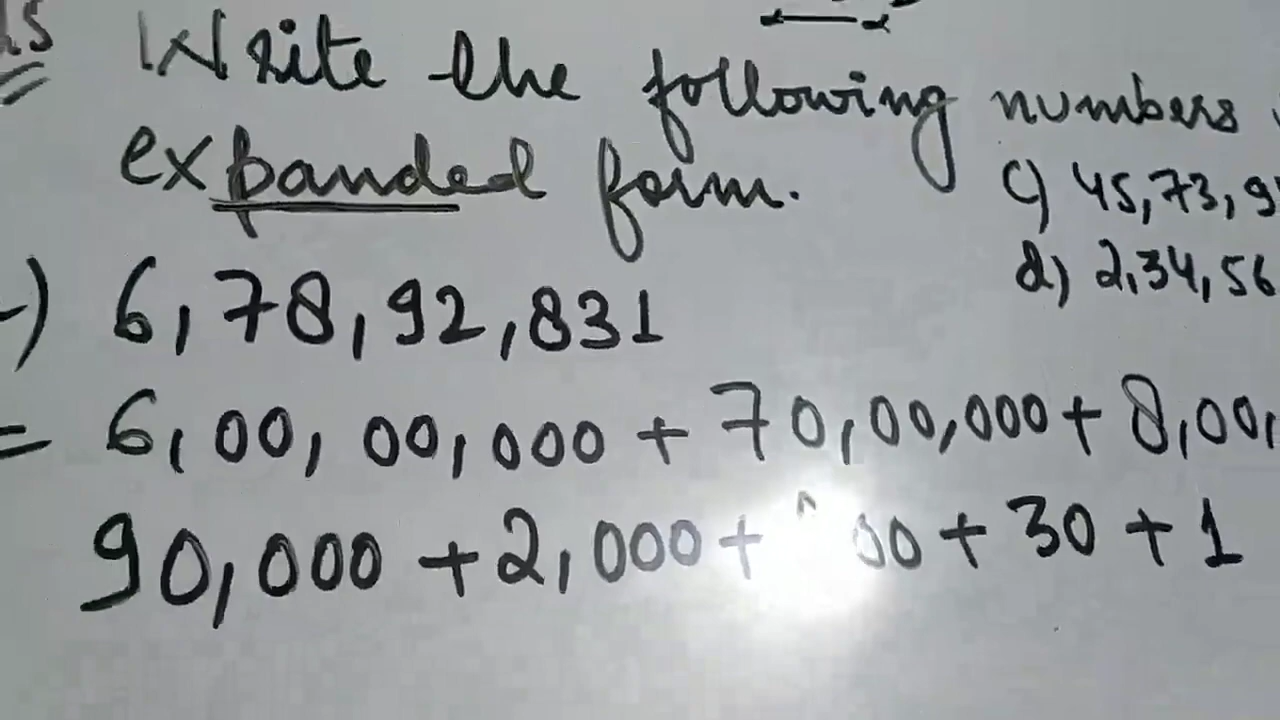 Write the following numbers
expanded form.
c) 45,73,9
d) 2,34,56
6,78,92,831
= 6,00,00,000 + 70,00,000 + 8,00,
90,000 + 2,000 + 00 + 30 + 1